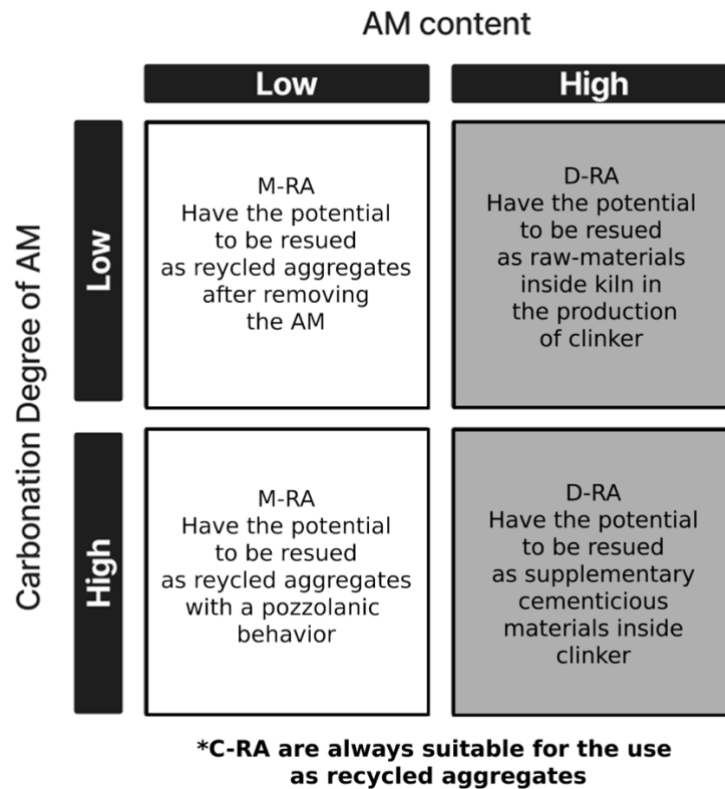 AM content
Low
High
Carbonation Degree of AM
Low
M-RA
Have the potential
to be resued
as reycled aggregates
after removing
the AM
D-RA
Have the potential
to be resued
as raw-materials
inside kiln in
the production
of clinker
High
M-RA
Have the potential
to be resued
as reycled aggregates
with a pozzolanic
behavior
D-RA
Have the potential
to be resued
as supplementary
cementicious
materials inside
clinker
*C-RA are always suitable for the use
as recycled aggregates